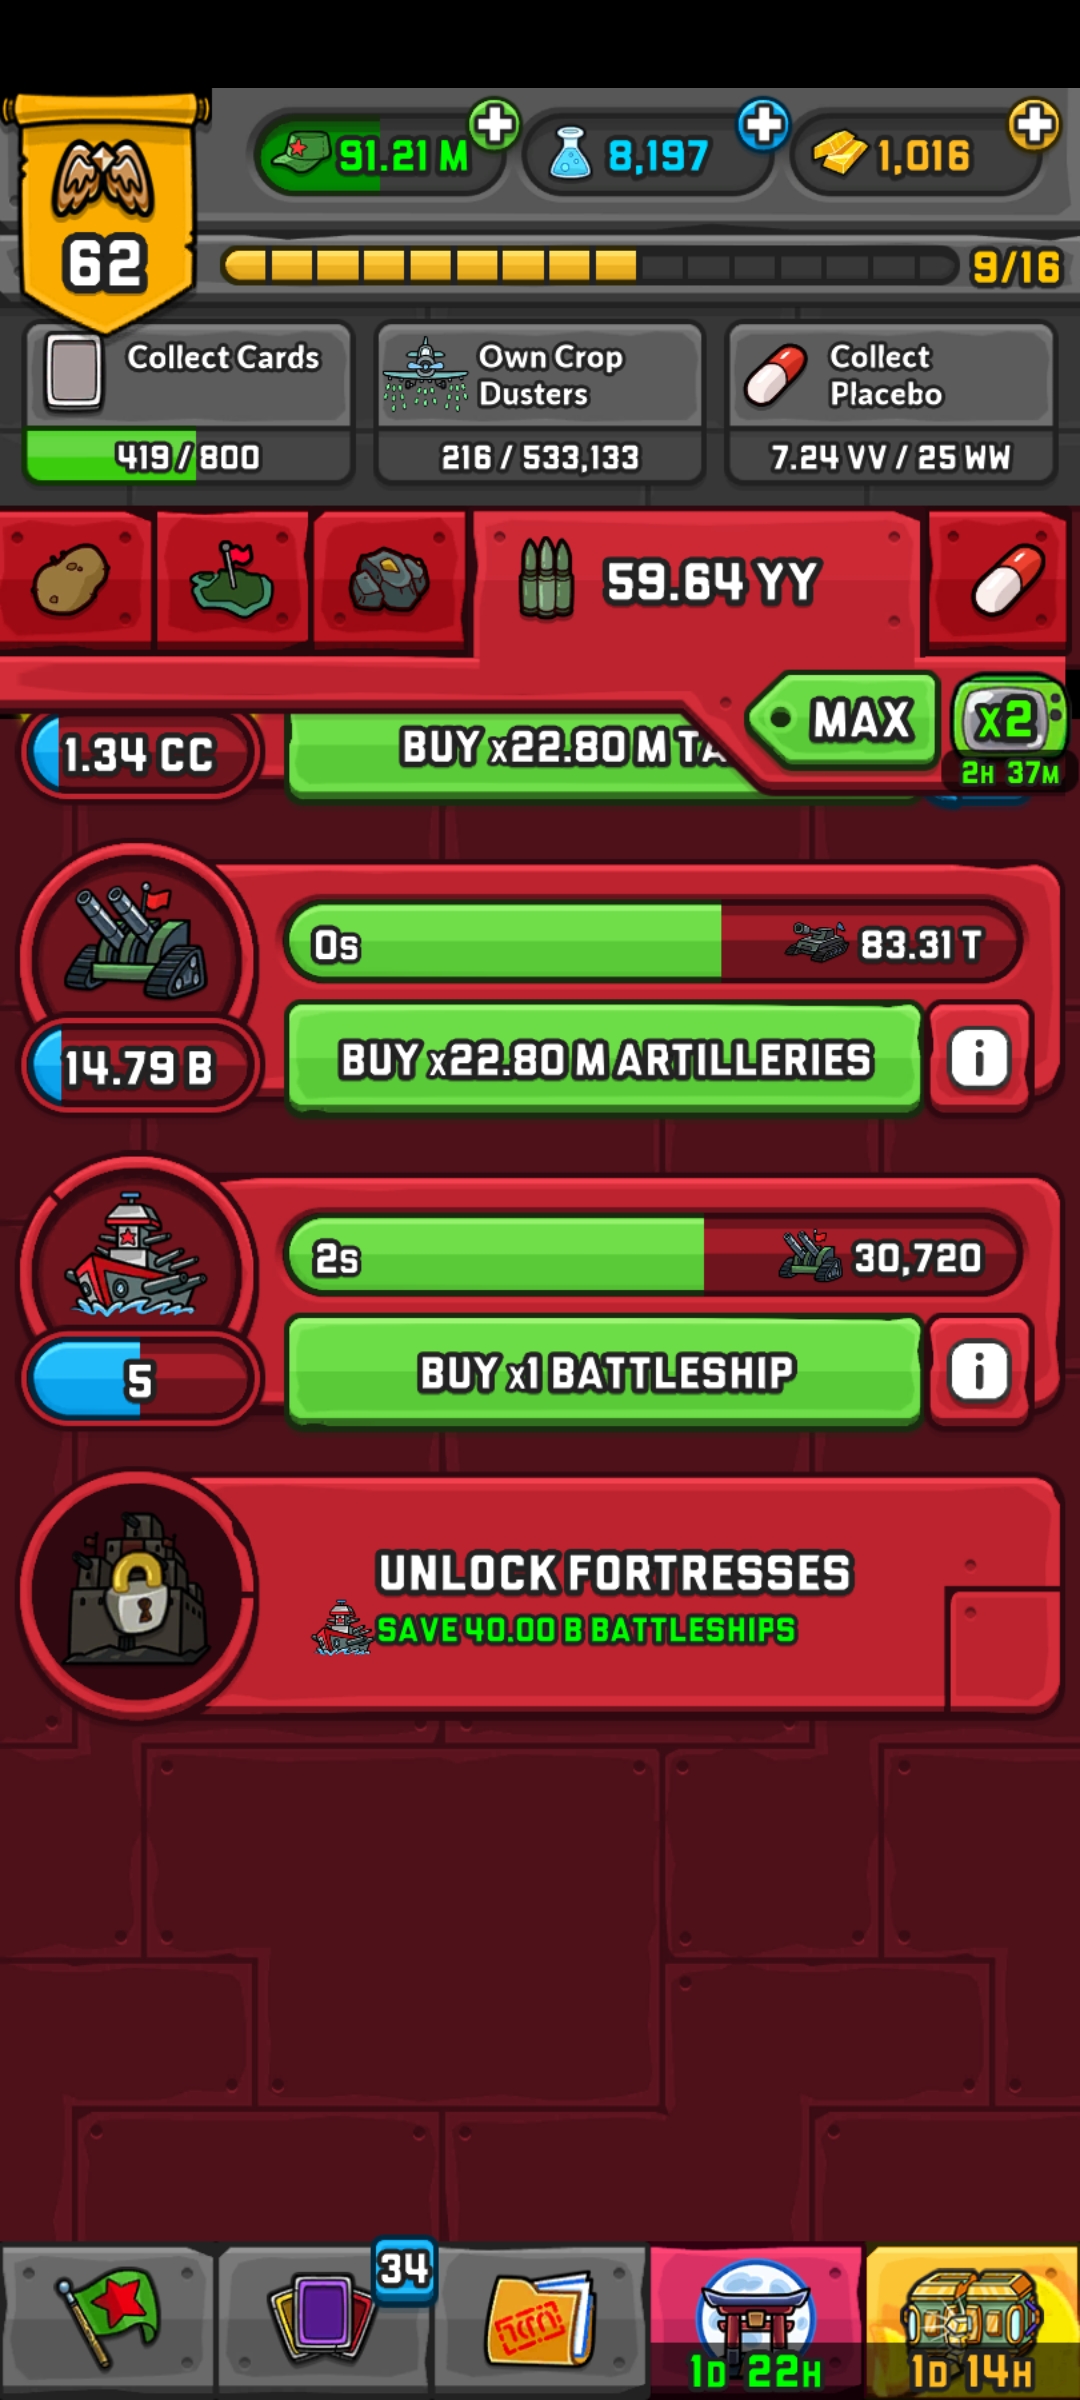 91.21 M
8,197
1,016
62
9/16
Collect Cards
419 / 800
Own Crop
Dusters
216 / 533,133
Collect
Placebo
7.24 VV / 25 WW
59.64 YY
MAX
x2
2H 37M
1.34 CC
BUY x22.80 M TA
0s
83.31 T
14.79 B
BUY x22.80 M ARTILLERIES
i
2s
30,720
5
BUY x1 BATTLESHIP
i
UNLOCK FORTRESSES
SAVE 40.00 B BATTLESHIPS
34
1D 22H
1D 14H